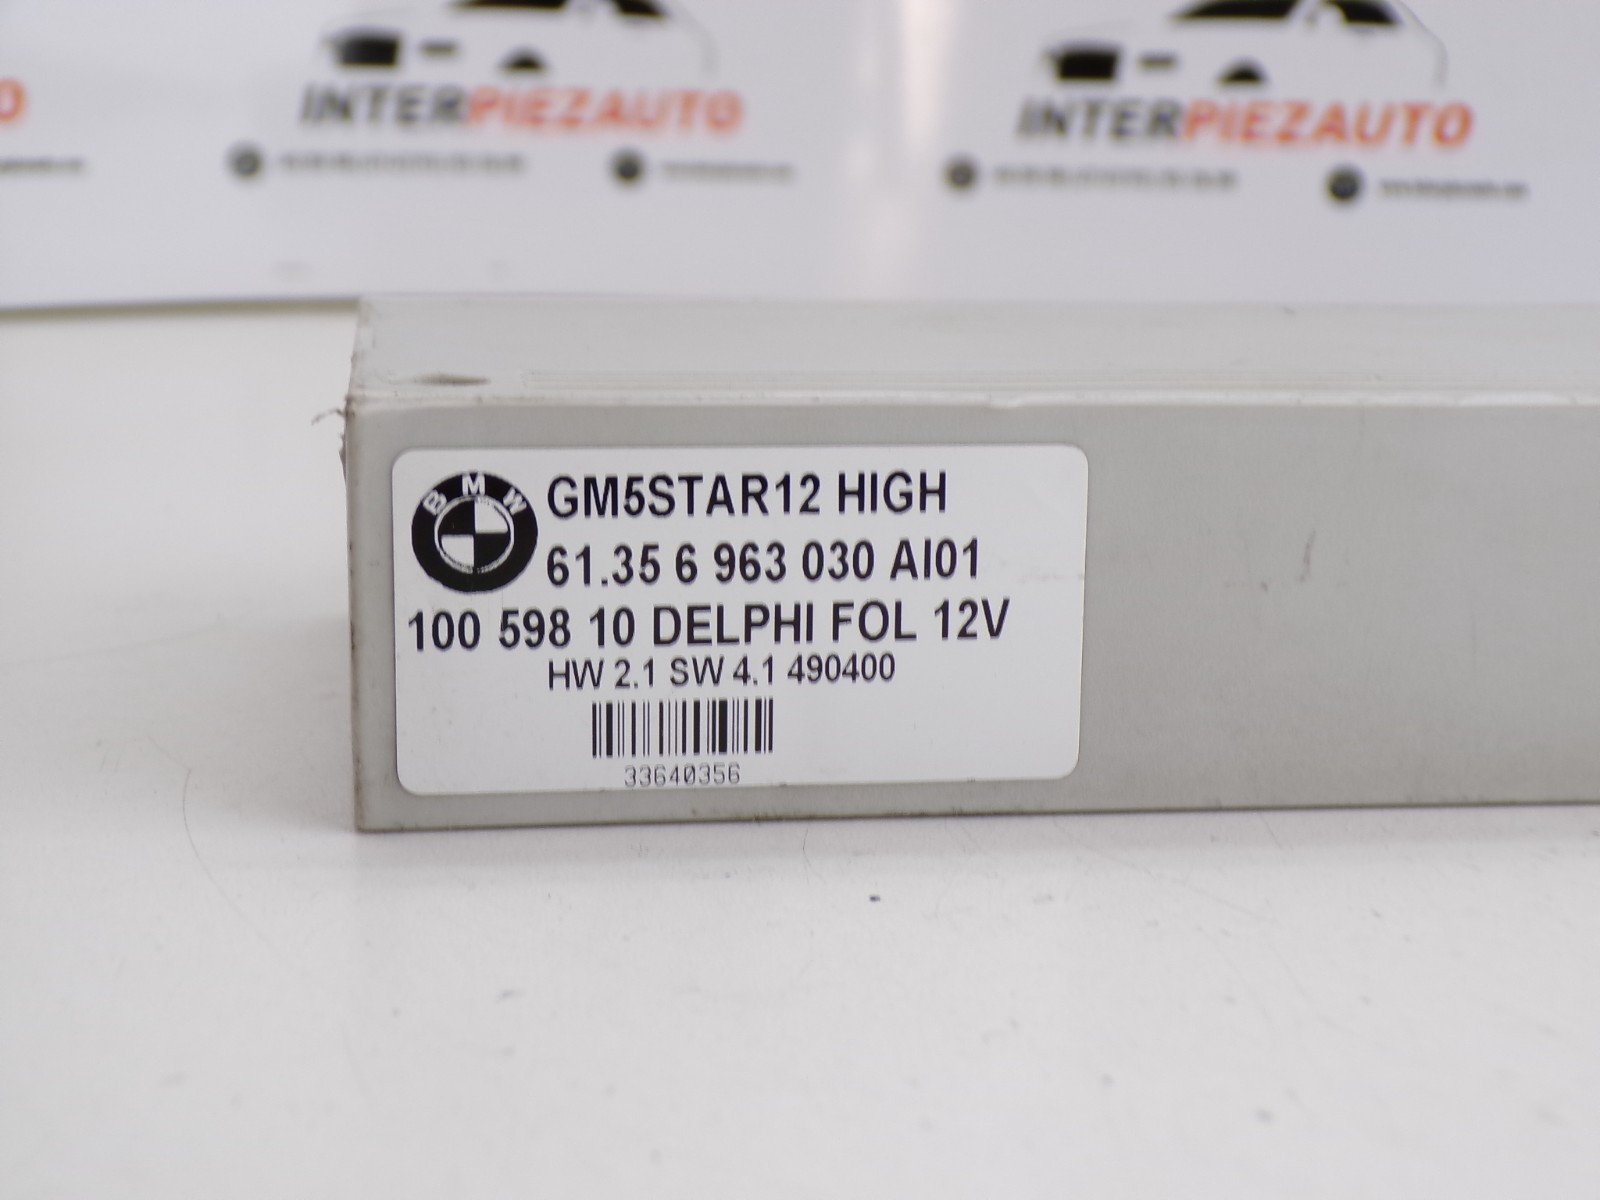 INTERPIEZAUTO
INTERPIEZAUTO
BMW
GM5STAR12 HIGH
61.35 6 963 030 AI01
100 598 10 DELPHI FOL 12V
HW 2.1 SW 4.1 490400
33640356